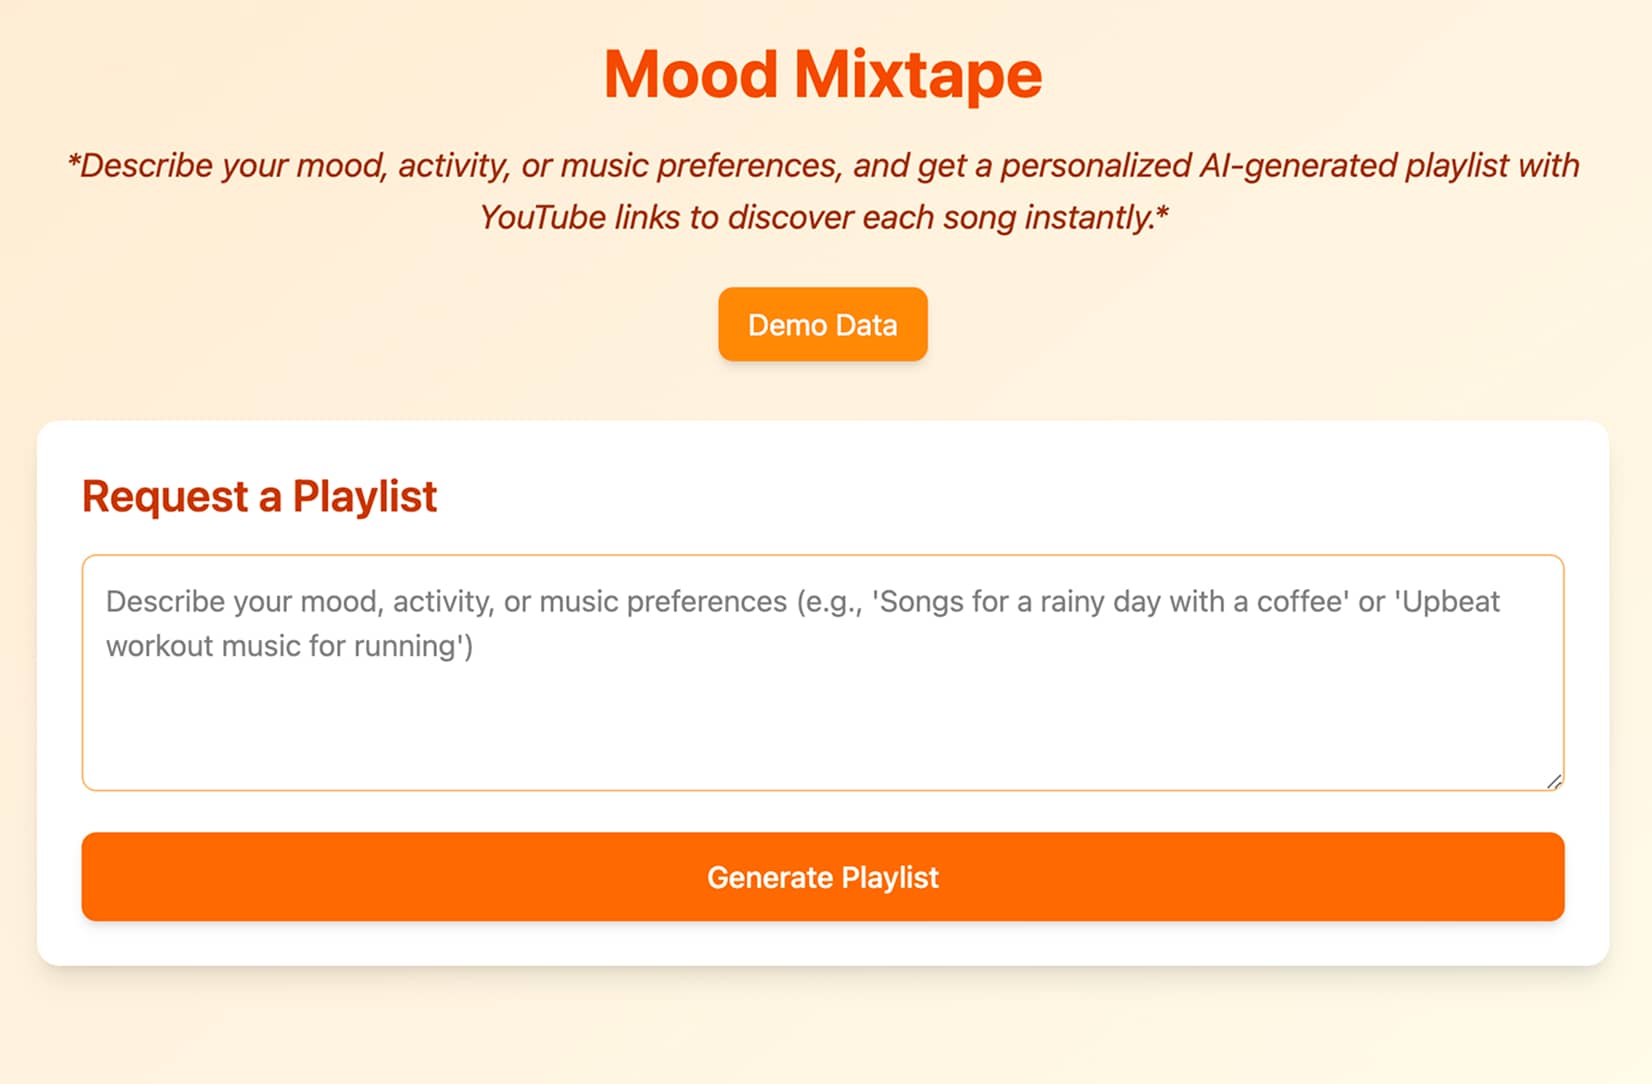 Mood Mixtape
*Describe your mood, activity, or music preferences, and get a personalized AI-generated playlist with
YouTube links to discover each song instantly.*
Demo Data
Request a Playlist
Describe your mood, activity, or music preferences (e.g., 'Songs for a rainy day with a coffee' or 'Upbeat
workout music for running')
Generate Playlist